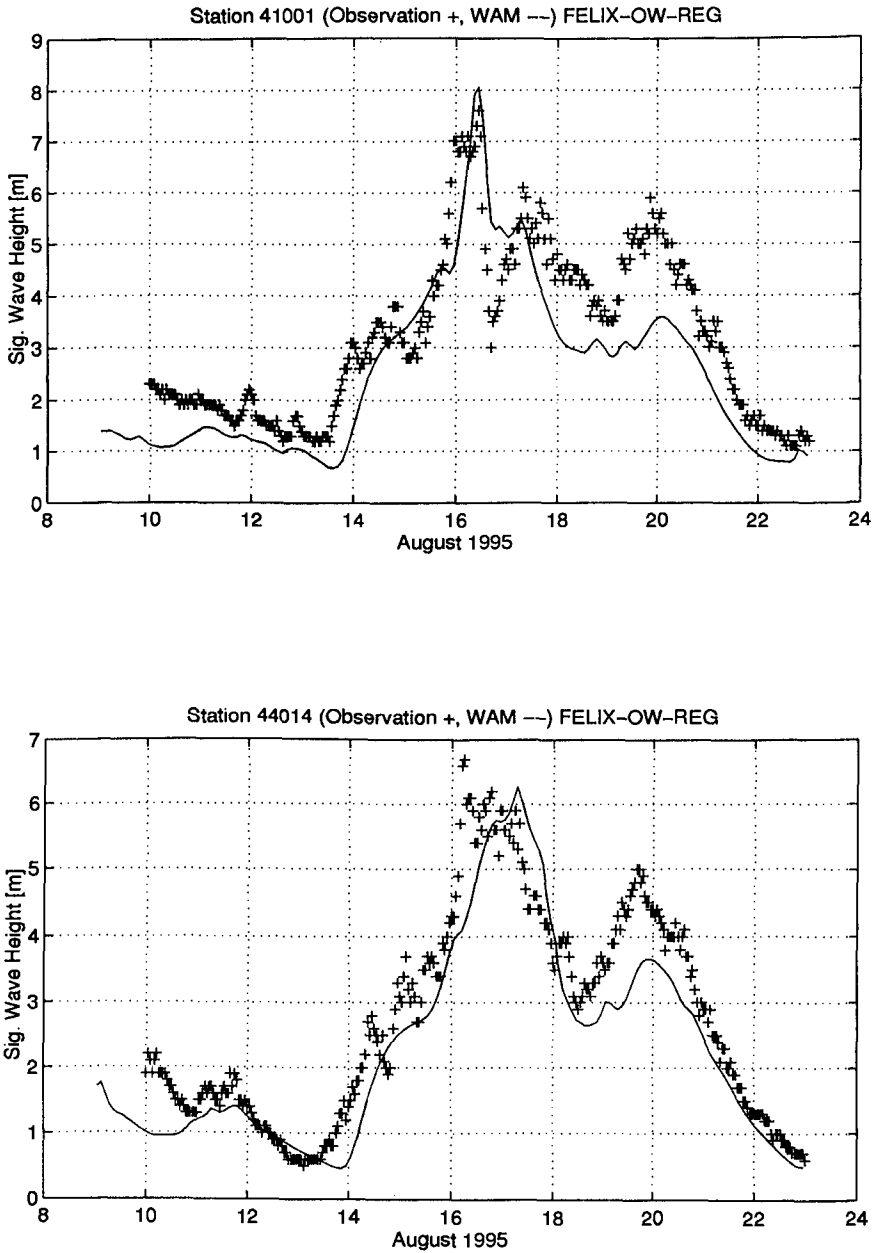 Station 41001 (Observation +, WAM −−) FELIX−OW−REG
9
8
7
6
5
4
3
2
1
0
Sig. Wave Height [m]
8 10 12 14 16 18 20 22 24
August 1995
Station 44014 (Observation +, WAM −−) FELIX−OW−REG
7
6
5
4
3
2
1
0
Sig. Wave Height [m]
8 10 12 14 16 18 20 22 24
August 1995